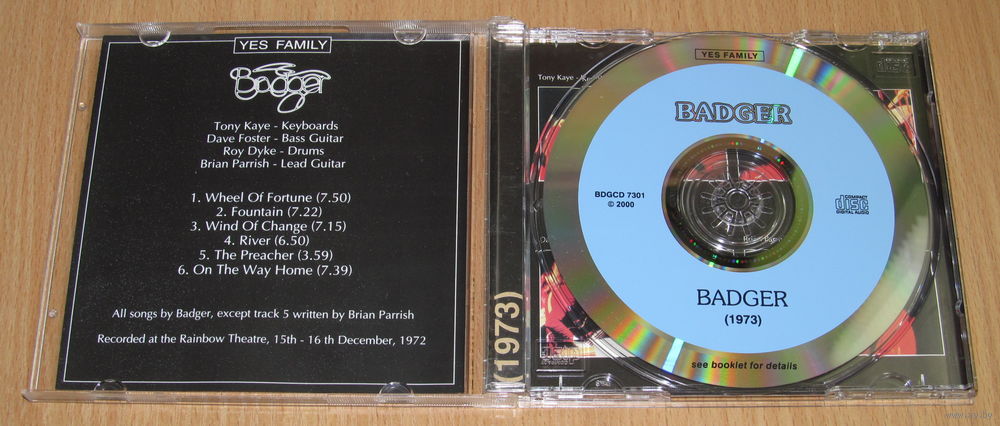 YES FAMILY
Badger
Tony Kaye - Keyboards
Dave Foster - Bass Guitar
Roy Dyke - Drums
Brian Parrish - Lead Guitar
1. Wheel Of Fortune (7.50)
2. Fountain (7.22)
3. Wind Of Change (7.15)
4. River (6.50)
5. The Preacher (3.59)
6. On The Way Home (7.39)
All songs by Badger, except track 5 written by Brian Parrish
Recorded at the Rainbow Theatre, 15th - 16 th December, 1972
(1973)
Tony Kaye -
YES FAMILY
BADGER
BDGCD 7301
© 2000
COMPACT
disc
DIGITAL AUDIO
BADGER
(1973)
see booklet for details